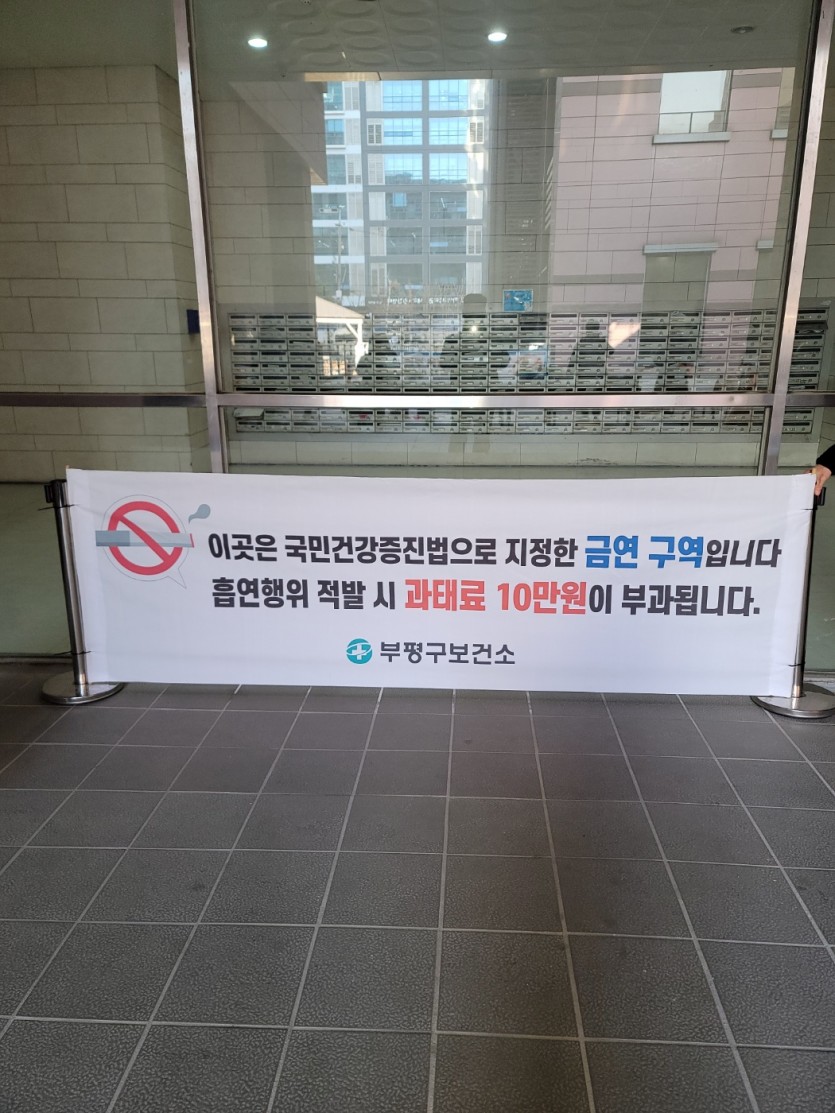 이곳은 국민건강증진법으로 지정한 금연 구역입니다
흡연행위 적발 시 과태료 10만원이 부과됩니다.
부평구보건소